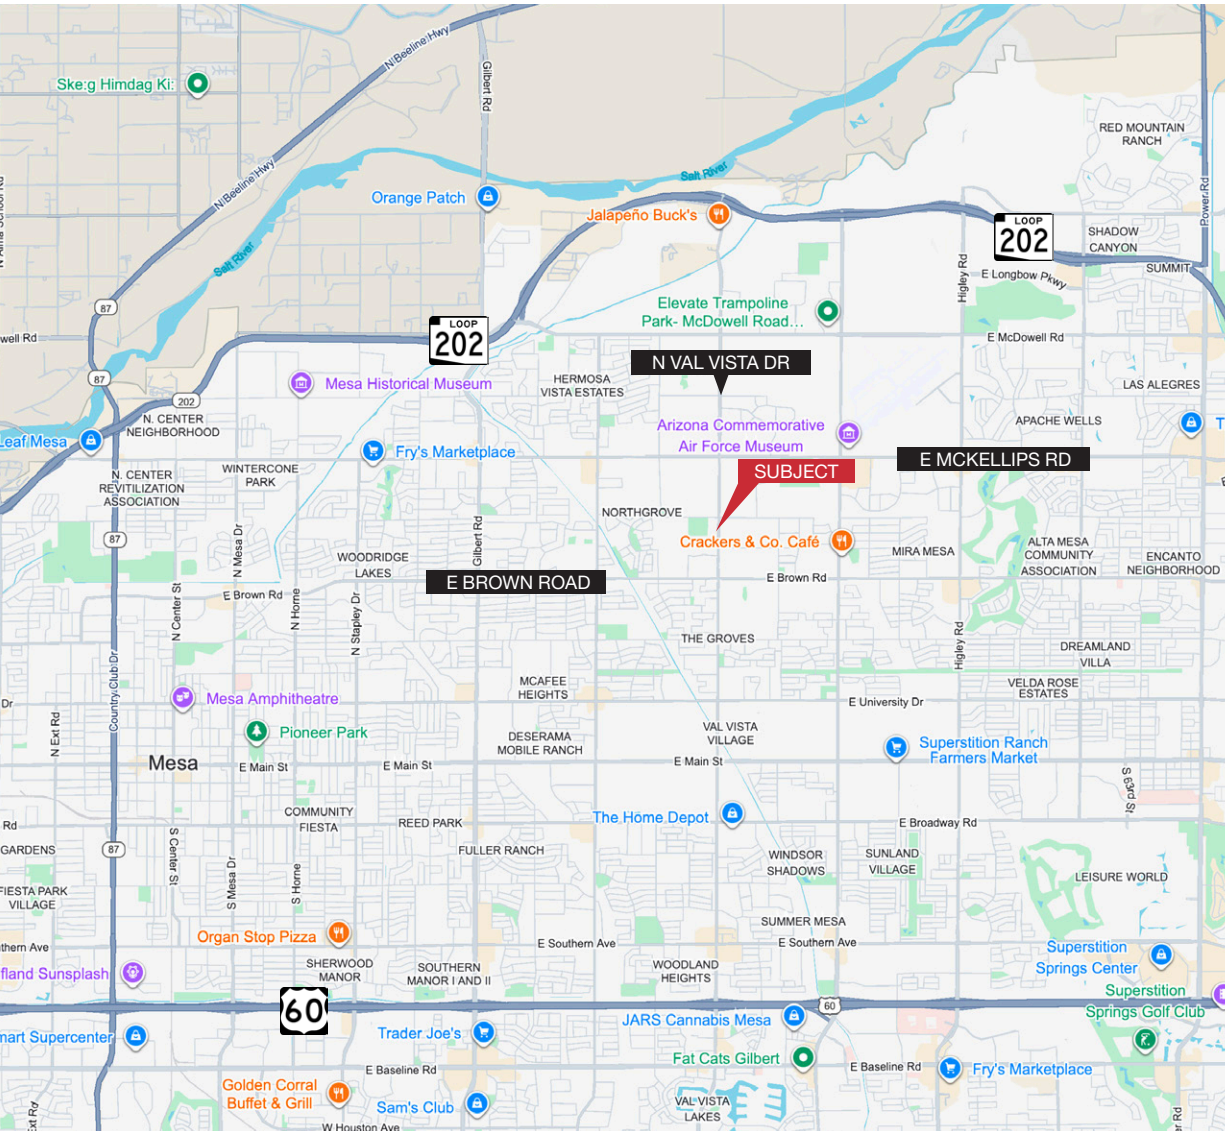 N Beeline Hwy
Ske:g Himdag Ki:
Gilbert Rd
RED MOUNTAIN
RANCH
N Beeline Hwy
Salt River
Orange Patch
Jalapeño Buck's
Power Rd
LOOP
202
SHADOW
CANYON
SUMMIT
Salt River
Higley Rd
E Longbow Pkwy
87
Elevate Trampoline
Park- McDowell Road...
LOOP
202
well Rd
E McDowell Rd
N VAL VISTA DR
87
Mesa Historical Museum
HERMOSA
VISTA ESTATES
LAS ALEGRES
202
N. CENTER
NEIGHBORHOOD
Arizona Commemorative
Air Force Museum
APACHE WELLS
Leaf Mesa
Fry's Marketplace
E MCKELLIPS RD
SUBJECT
N. CENTER
REVITILIZATION
ASSOCIATION
WINTERCONE
PARK
NORTHGROVE
87
N Mesa Dr
Gilbert Rd
Crackers & Co. Café
WOODRIDGE
LAKES
MIRA MESA
ALTA MESA
COMMUNITY
ASSOCIATION
ENCANTO
NEIGHBORHOOD
E BROWN ROAD
E Brown Rd
E Brown Rd
N Center St
N Horne
N Stapley Dr
THE GROVES
Higley Rd
DREAMLAND
VILLA
MCAFEE
HEIGHTS
VELDA ROSE
ESTATES
Country Club Dr
Mesa Amphitheatre
Dr
E University Dr
N Ext Rd
Pioneer Park
DESERAMA
MOBILE RANCH
VAL VISTA
VILLAGE
Superstition Ranch
Farmers Market
Mesa
E Main St
E Main St
E Main St
S 63rd St
COMMUNITY
FIESTA
REED PARK
The Home Depot
Rd
E Broadway Rd
GARDENS
87
S Center St
FULLER RANCH
WINDSOR
SHADOWS
SUNLAND
VILLAGE
S Mesa Dr
S Horne
LEISURE WORLD
FIESTA PARK
VILLAGE
SUMMER MESA
Organ Stop Pizza
E Southern Ave
E Southern Ave
thern Ave
Superstition
Springs Center
fland Sunsplash
SHERWOOD
MANOR
SOUTHERN
MANOR I AND II
WOODLAND
HEIGHTS
Superstition
Springs Golf Club
60
60
JARS Cannabis Mesa
mart Supercenter
Trader Joe's
Fat Cats Gilbert
E Baseline Rd
E Baseline Rd
Fry's Marketplace
Golden Corral
Buffet & Grill
Sam's Club
VAL VISTA
LAKES
W Houston Ave